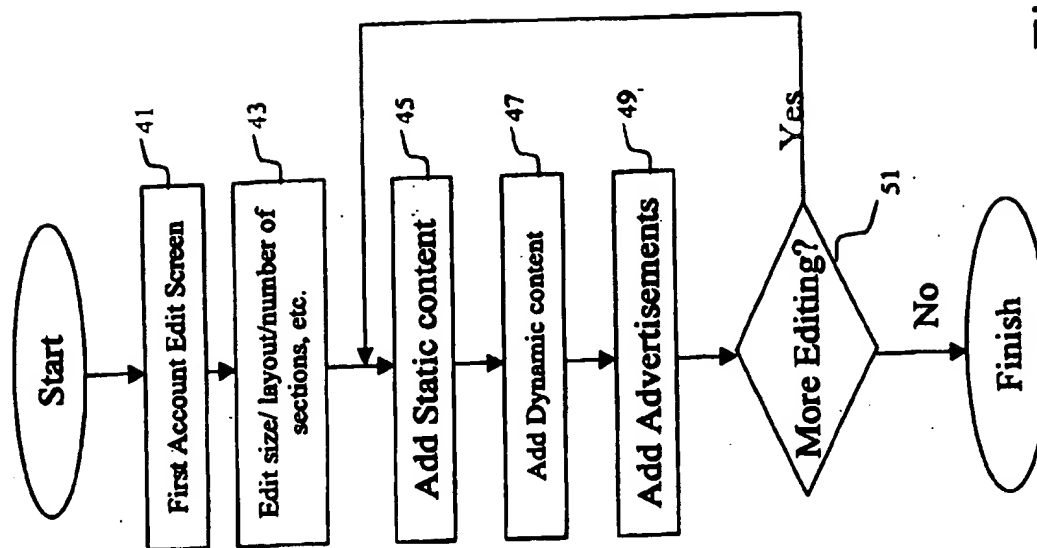 Start
41
First Account Edit Screen
43
Edit size/ layout/number of
sections, etc.
45
Add Static content
47
Add Dynamic content
49
Add Advertisements
More Editing?
51
Yes
No
Finish